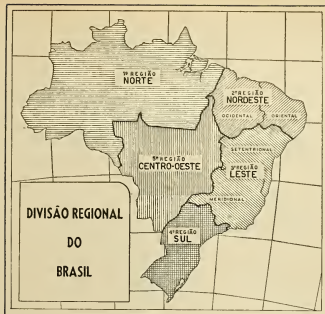 1ª REGIÃO
NORTE
2ª REGIÃO
NORDESTE
OCIDENTAL
ORIENTAL
SETENTRIONAL
5ª REGIÃO
CENTRO-OESTE
3ª REGIÃO
LESTE
MERIDIONAL
4ª REGIÃO
SUL
DIVISÃO REGIONAL
DO
BRASIL